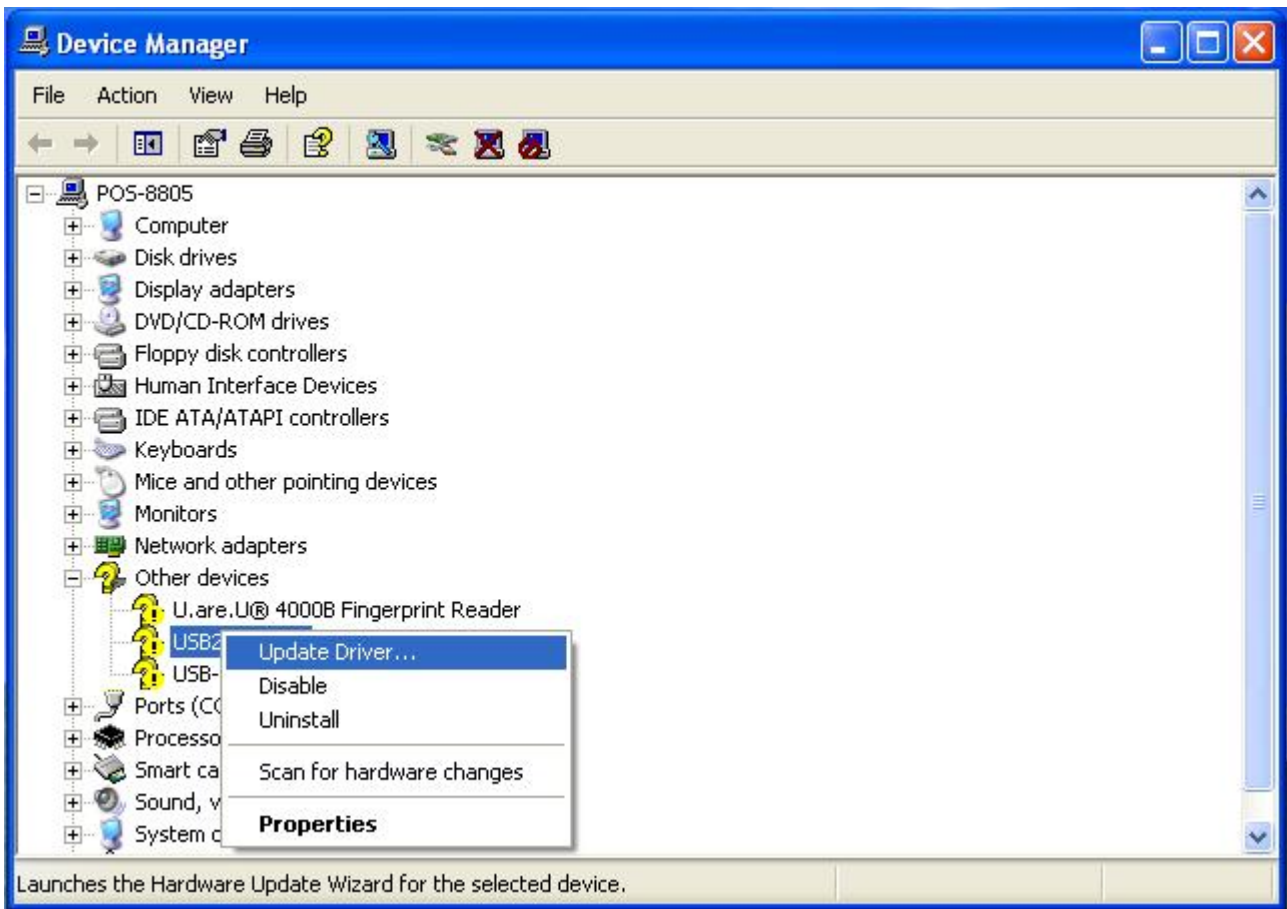 Device Manager
File Action View Help
POS-8805
Computer
Disk drives
Display adapters
DVD/CD-ROM drives
Floppy disk controllers
Human Interface Devices
IDE ATA/ATAPI controllers
Keyboards
Mice and other pointing devices
Monitors
Network adapters
Other devices
U.are.U® 4000B Fingerprint Reader
USB2
Update Driver...
USB-
Disable
Ports (CO
Uninstall
Processo
Smart ca
Scan for hardware changes
Sound, v
Properties
System d
Launches the Hardware Update Wizard for the selected device.